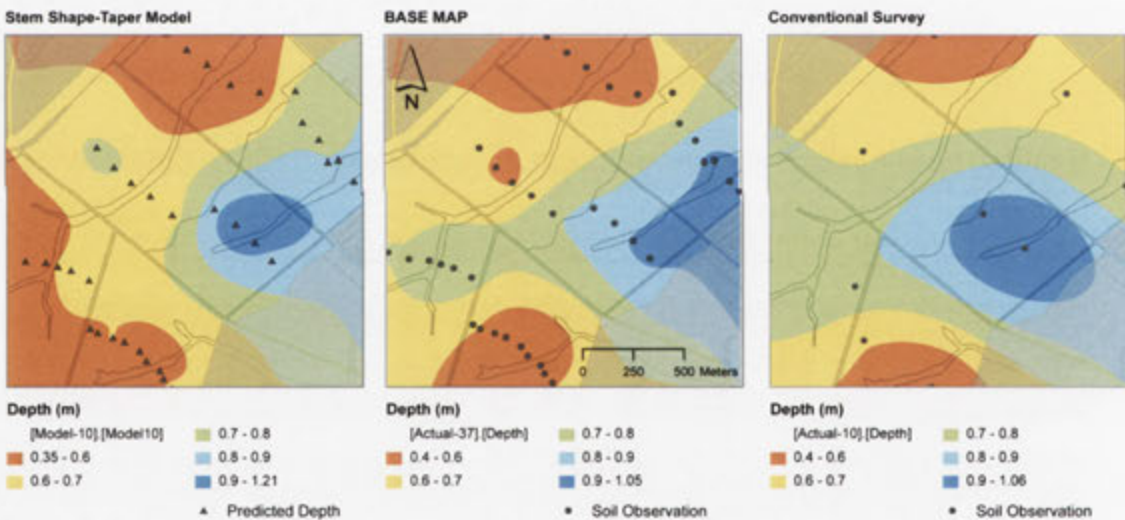 Stem Shape-Taper Model
BASE MAP
Conventional Survey
N
0 250 500 Meters
Depth (m)
[Model-10].[Model10]
0.35 - 0.6
0.6 - 0.7
0.7 - 0.8
0.8 - 0.9
0.9 - 1.21
Predicted Depth
Depth (m)
[Actual-37].[Depth]
0.4 - 0.6
0.6 - 0.7
0.7 - 0.8
0.8 - 0.9
0.9 - 1.05
Soil Observation
Depth (m)
[Actual-10].[Depth]
0.4 - 0.6
0.6 - 0.7
0.7 - 0.8
0.8 - 0.9
0.9 - 1.06
Soil Observation